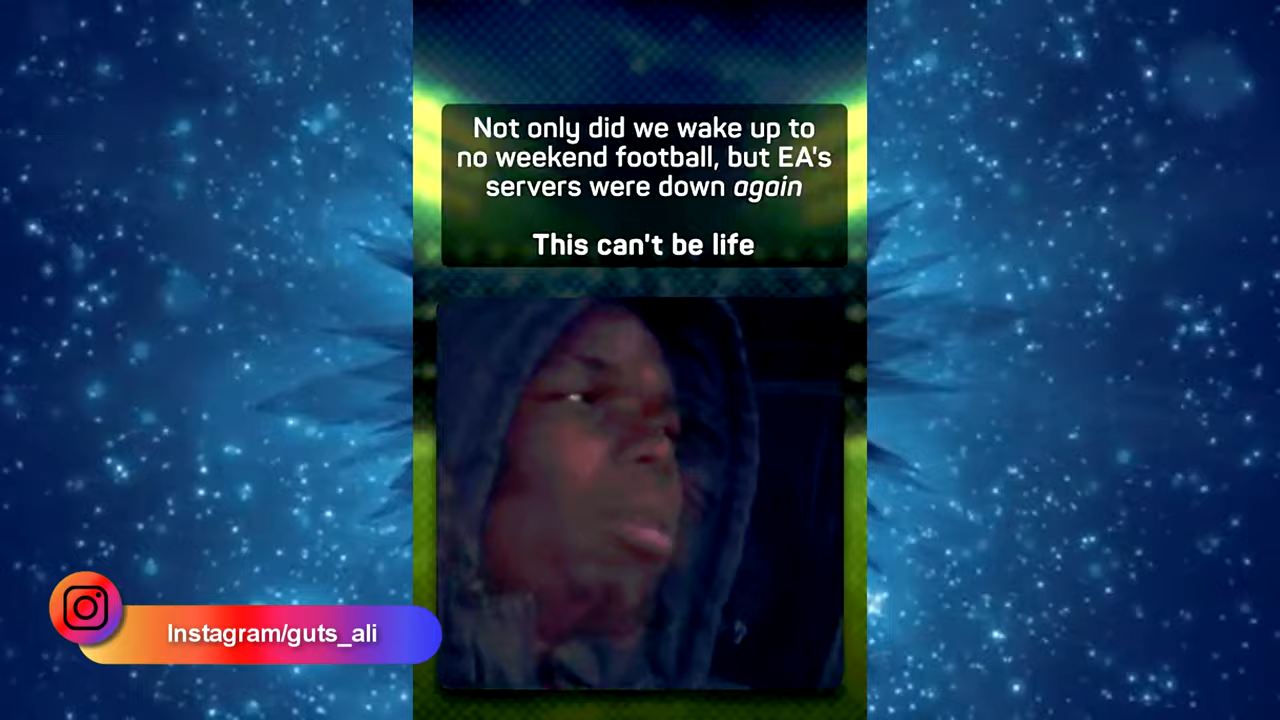 Not only did we wake up to
no weekend football, but EA's
servers were down again
This can't be life
Instagram/guts_ali